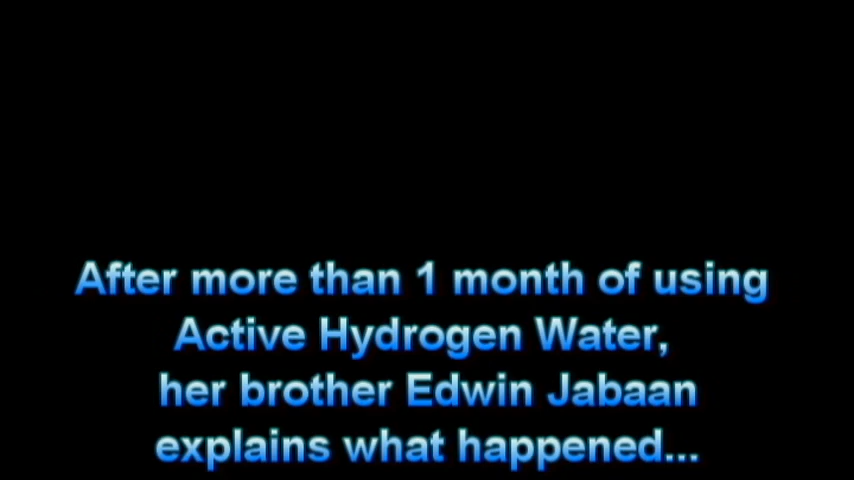 After more than 1 month of using
Active Hydrogen Water,
her brother Edwin Jabaan
explains what happened...